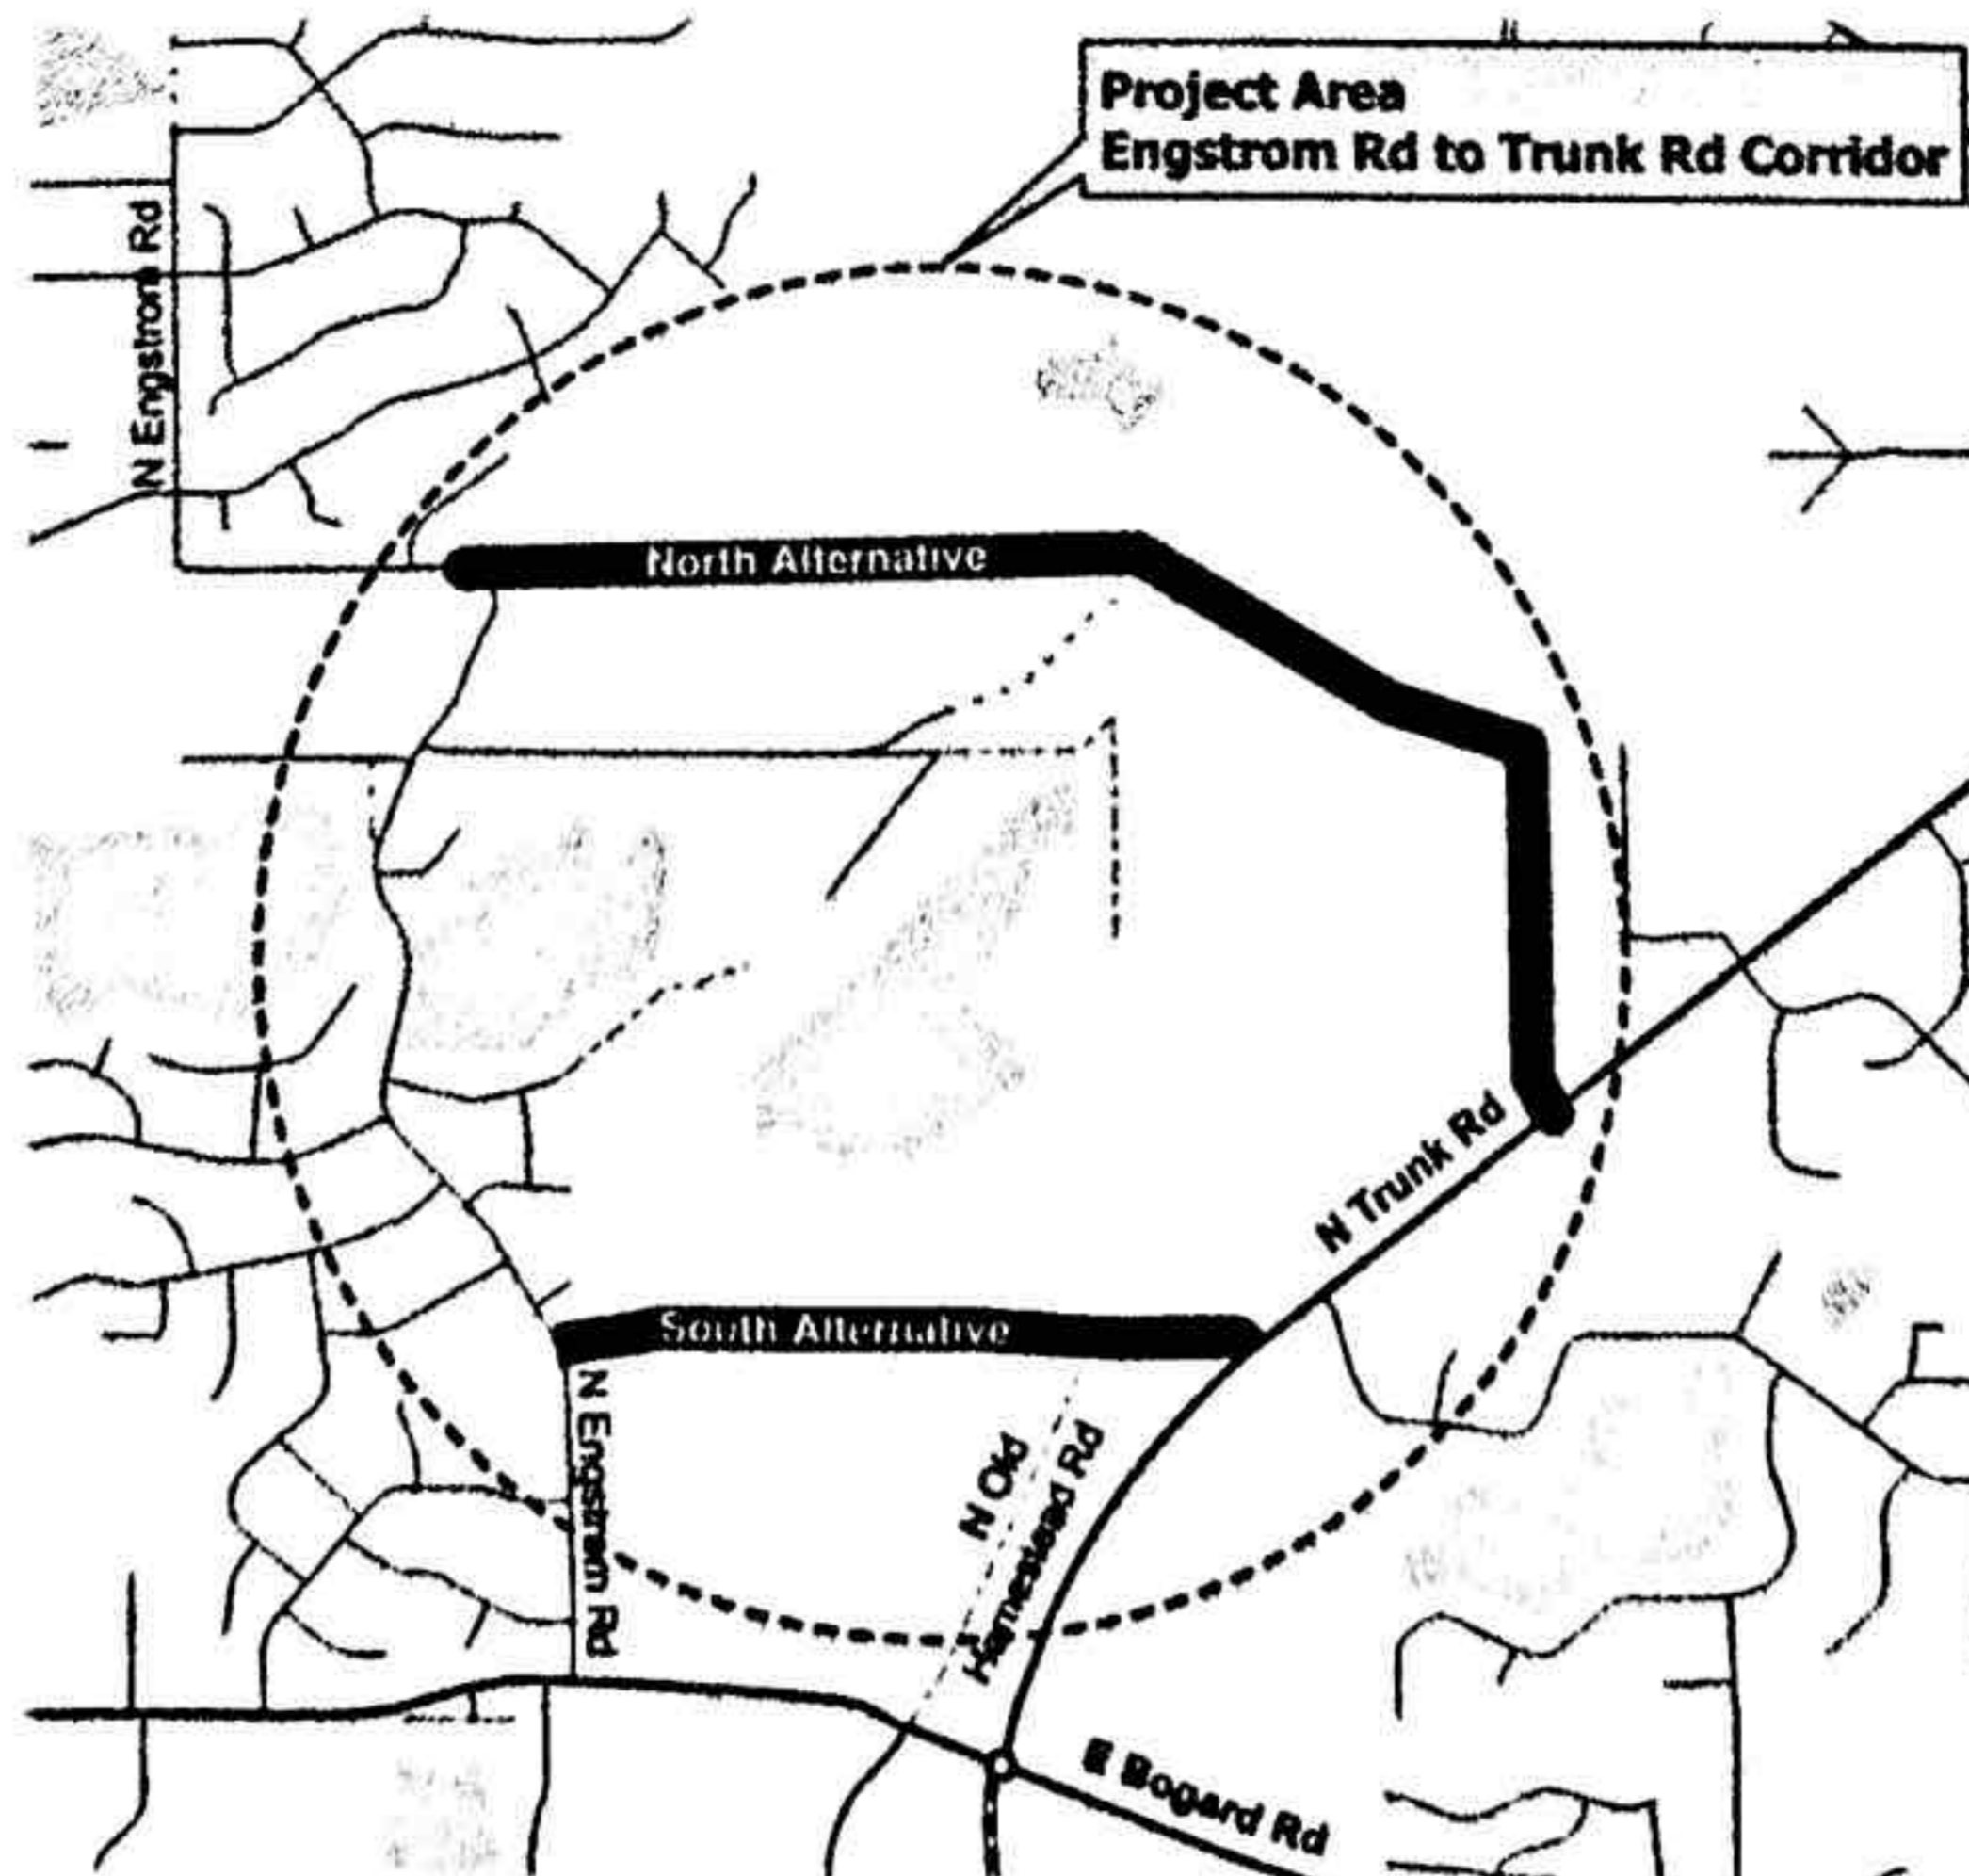 Project Area
Engstrom Rd to Trunk Rd Corridor
N Engstrom Rd
North Alternative
N Trunk Rd
South Alternative
N Engstrom Rd
N Old
Homestead Rd
E Bogard Rd